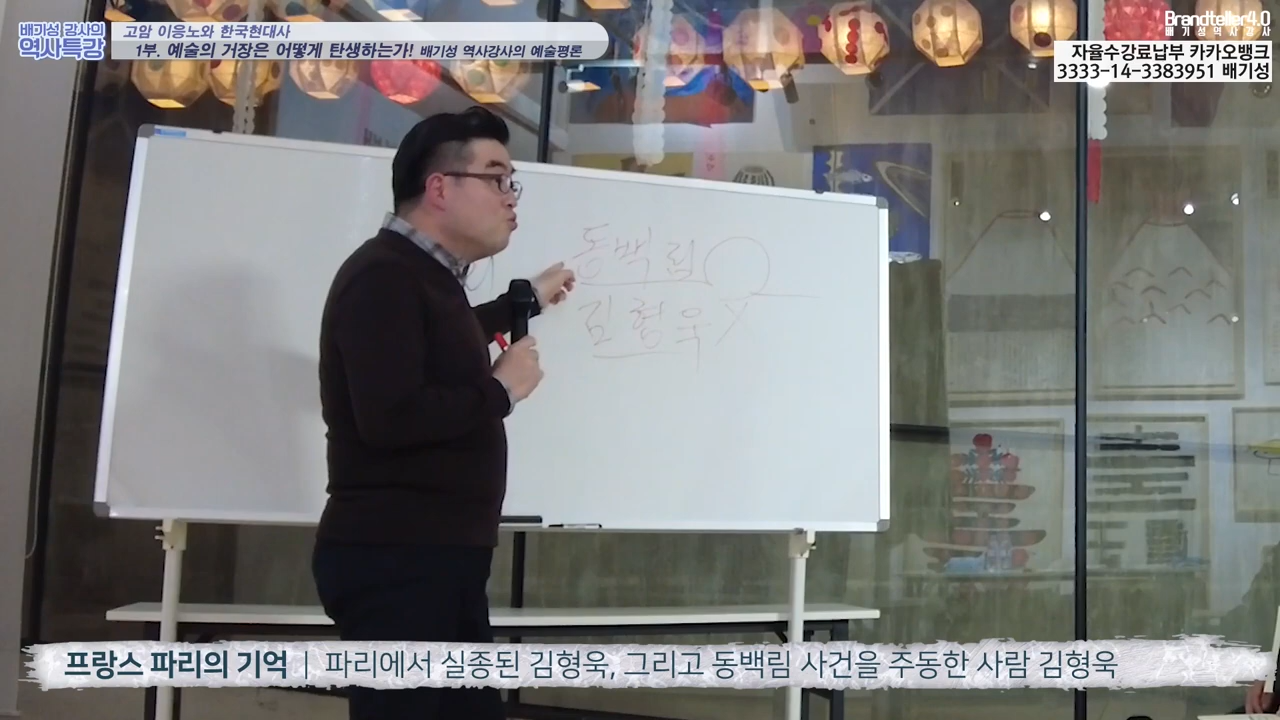 배기성 강사의
역사특강
고암 이응노와 한국현대사
1부. 예술의 거장은 어떻게 탄생하는가! 배기성 역사강사의 예술평론
Brandteller4.0
배기성역사강사
자율수강료납부 카카오뱅크
3333-14-3383951 배기성
동백림
김형욱
프랑스 파리의 기억 | 파리에서 실종된 김형욱, 그리고 동백림 사건을 주동한 사람 김형욱